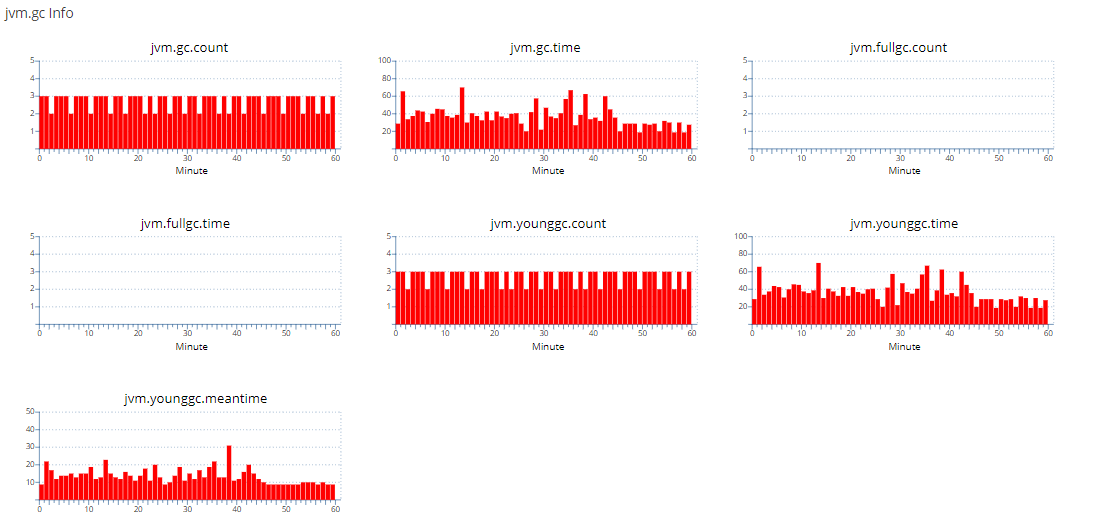 jvm.gc Info
jvm.gc.count
5
4
3
2
1
0 10 20 30 40 50 60
Minute
jvm.gc.time
100
80
60
40
20
0 10 20 30 40 50 60
Minute
jvm.fullgc.count
5
4
3
2
1
0 10 20 30 40 50 60
Minute
jvm.fullgc.time
5
4
3
2
1
0 10 20 30 40 50 60
Minute
jvm.younggc.count
5
4
3
2
1
0 10 20 30 40 50 60
Minute
jvm.younggc.time
100
80
60
40
20
0 10 20 30 40 50 60
Minute
jvm.younggc.meantime
50
40
30
20
10
0 10 20 30 40 50 60